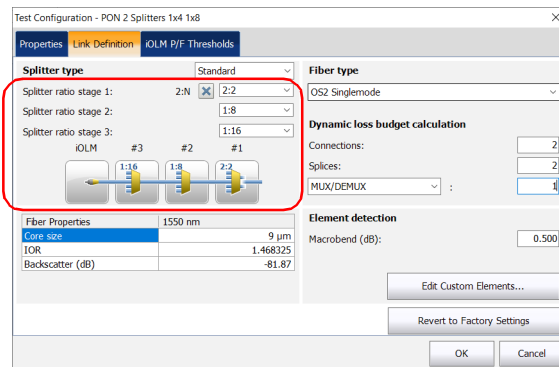 Test Configuration - PON 2 Splitters 1x4 1x8
Properties Link Definition iOLM P/F Thresholds
Splitter type Standard
Splitter ratio stage 1: 2:N 2:2
Splitter ratio stage 2: 1:8
Splitter ratio stage 3: 1:16
iOLM #3 #2 #1
1:16 1:8 2:2
Fiber Properties 1550 nm
Core size 9 µm
IOR 1.468325
Backscatter (dB) -81.87
Fiber type
OS2 Singlemode
Dynamic loss budget calculation
Connections: 2
Splices: 2
MUX/DEMUX : 1
Element detection
Macrobend (dB): 0.500
Edit Custom Elements...
Revert to Factory Settings
OK Cancel